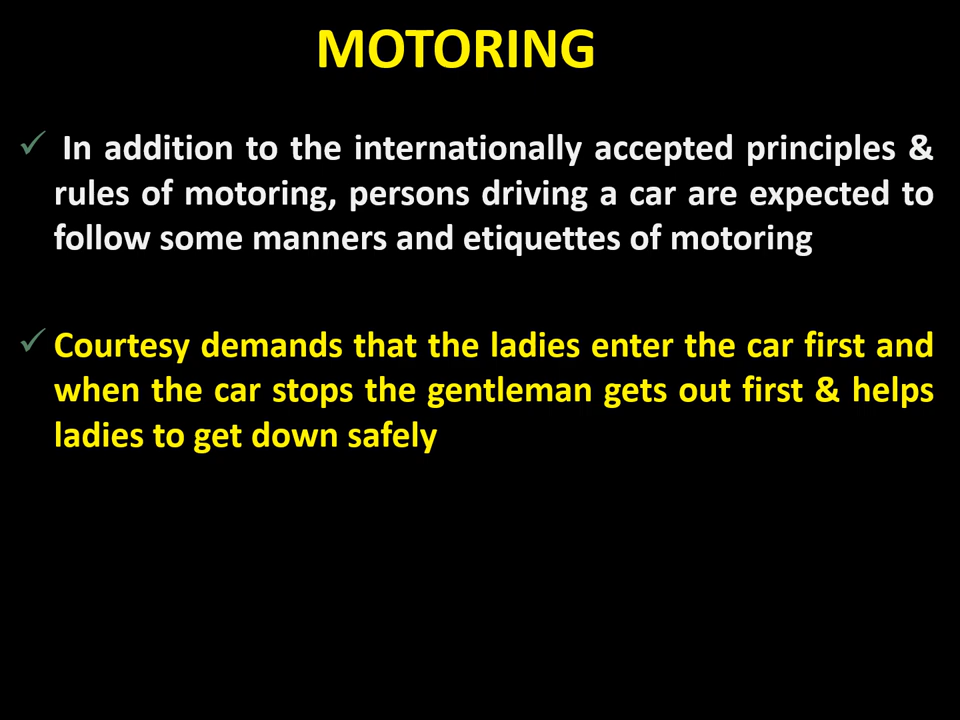 MOTORING
✓ In addition to the internationally accepted principles &
rules of motoring, persons driving a car are expected to
follow some manners and etiquettes of motoring
✓ Courtesy demands that the ladies enter the car first and
when the car stops the gentleman gets out first & helps
ladies to get down safely